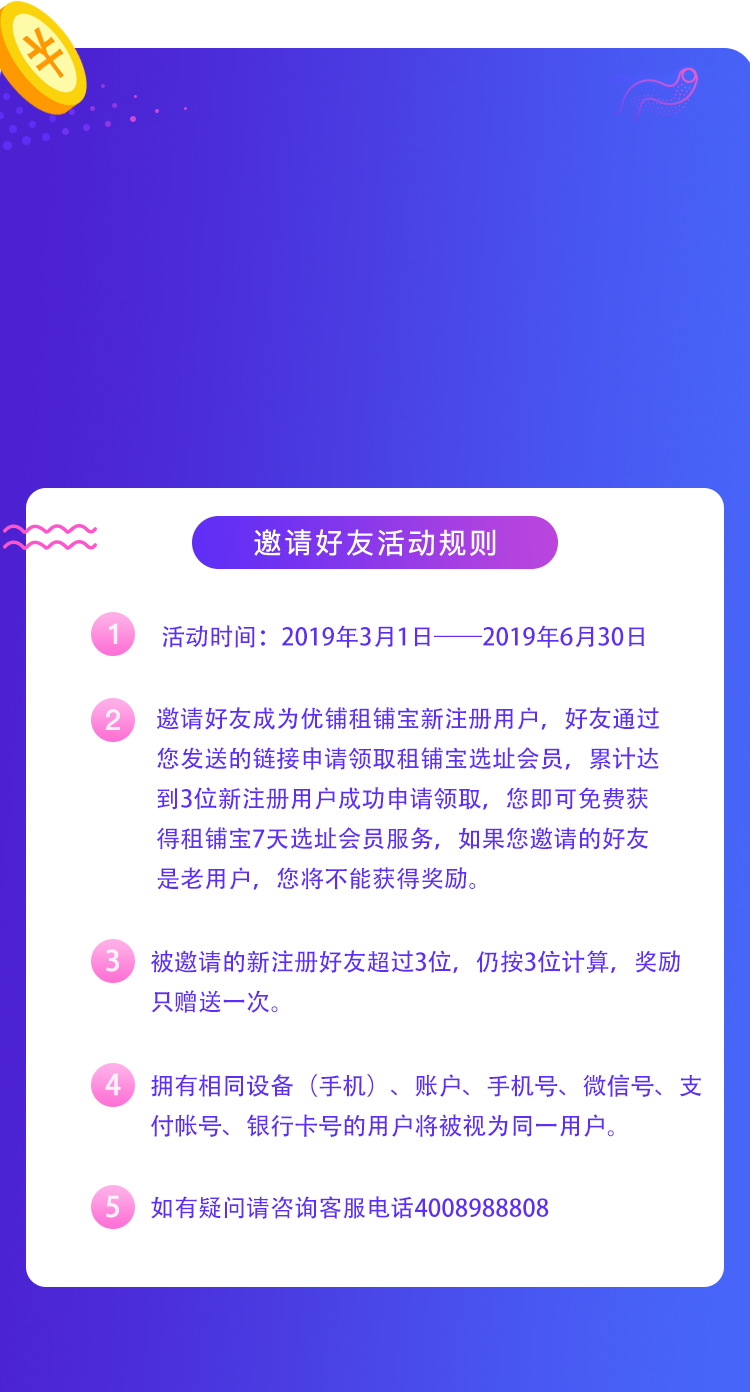 邀请好友活动规则
1 活动时间：2019年3月1日——2019年6月30日
2 邀请好友成为优铺租铺宝新注册用户，好友通过
您发送的链接申请领取租铺宝选址会员，累计达
到3位新注册用户成功申请领取，您即可免费获
得租铺宝7天选址会员服务，如果您邀请的好友
是老用户，您将不能获得奖励。
3 被邀请的新注册好友超过3位，仍按3位计算，奖励
只赠送一次。
4 拥有相同设备（手机）、账户、手机号、微信号、支
付帐号、银行卡号的用户将被视为同一用户。
5 如有疑问请咨询客服电话4008988808